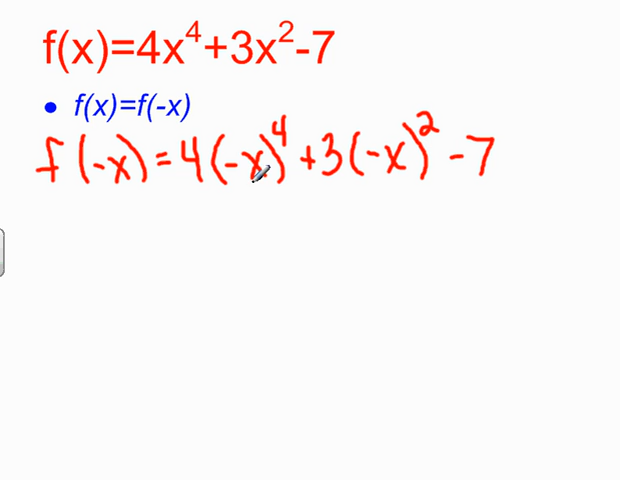 f(x)=4x⁴+3x²-7
• f(x)=f(-x)
f(-x)=4(-x)⁴+3(-x)²-7